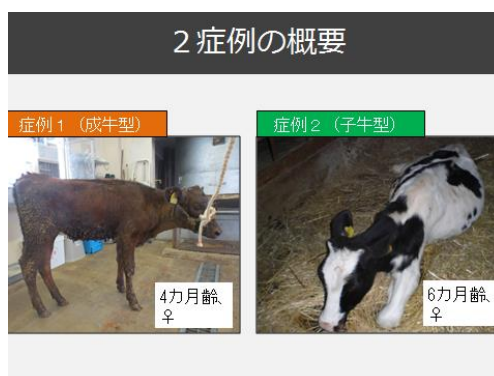 ２症例の概要
症例１（成牛型）
症例２（子牛型）
4カ月齢、
♀
6カ月齢、
♀